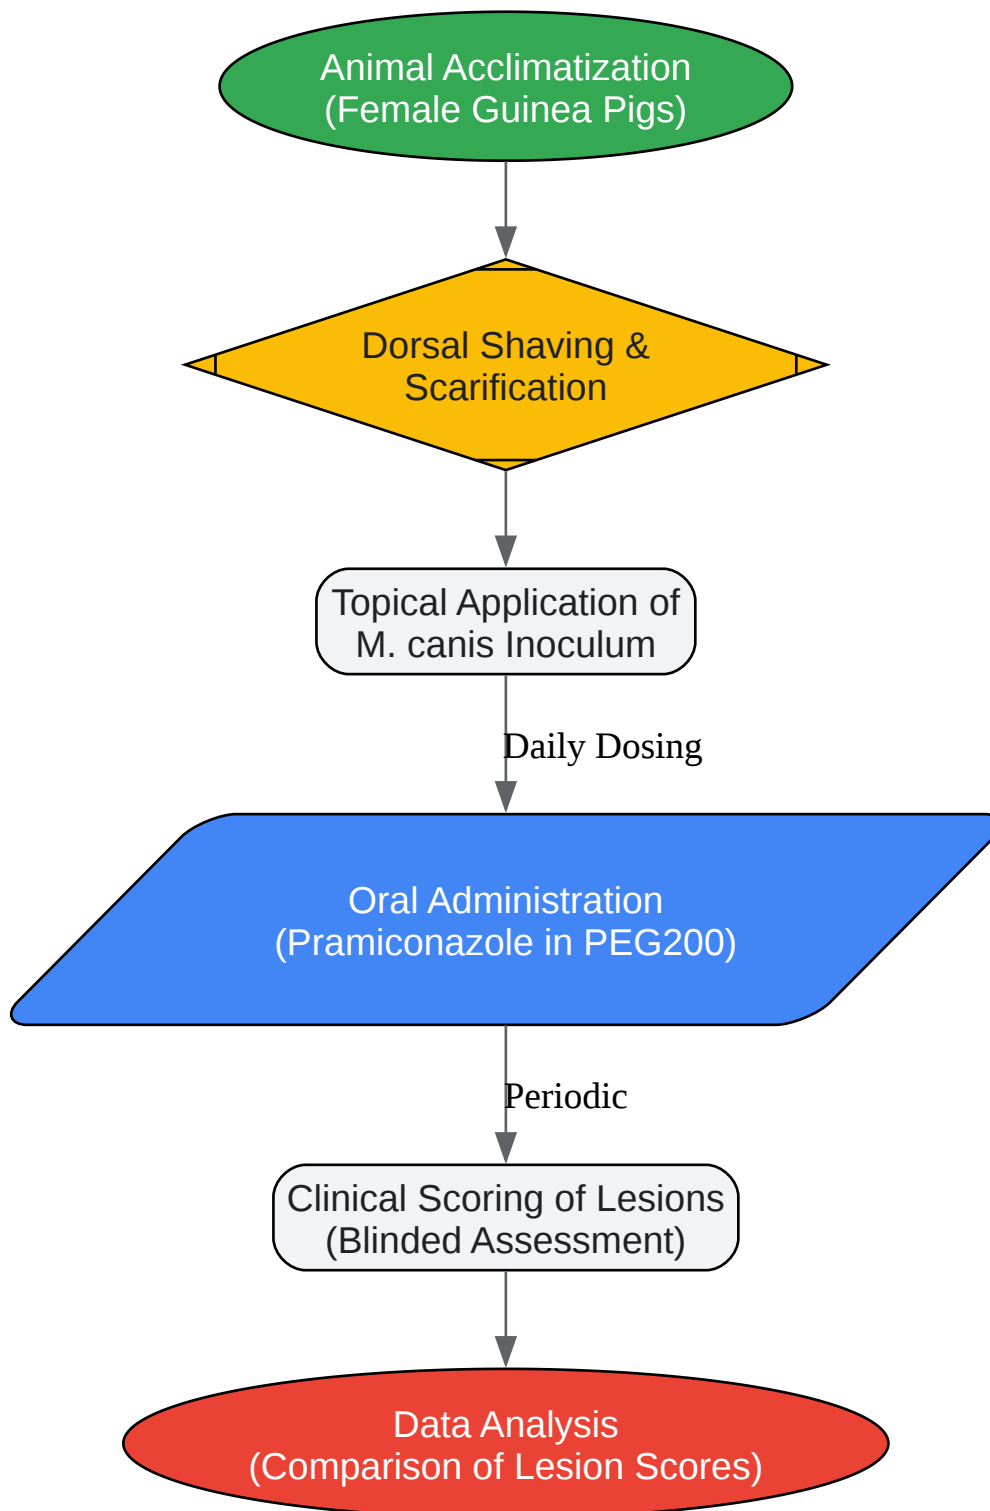 Animal Acclimatization
(Female Guinea Pigs)
Dorsal Shaving &
Scarification
Topical Application of
M. canis Inoculum
Daily Dosing
Oral Administration
(Pramiconazole in PEG200)
Periodic
Clinical Scoring of Lesions
(Blinded Assessment)
Data Analysis
(Comparison of Lesion Scores)